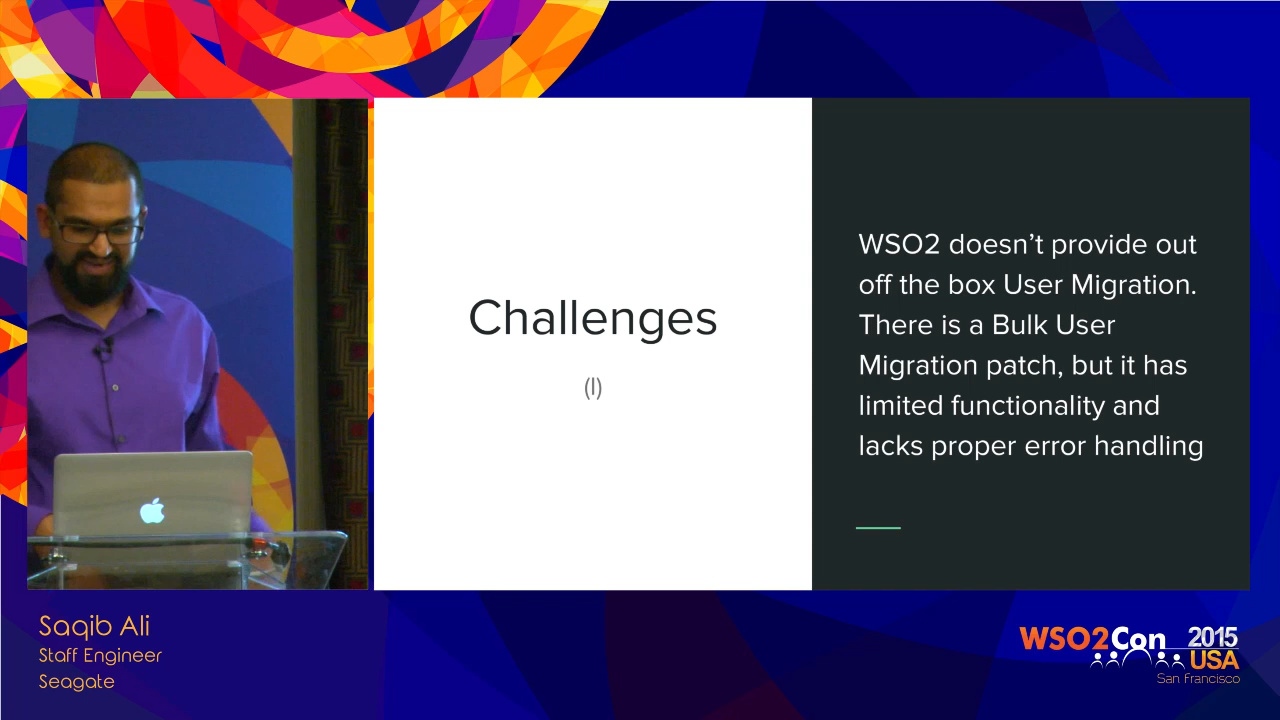 Challenges
(I)
WSO2 doesn’t provide out
off the box User Migration.
There is a Bulk User
Migration patch, but it has
limited functionality and
lacks proper error handling
Saqib Ali
Staff Engineer
Seagate
WSO2Con 2015
USA
San Francisco